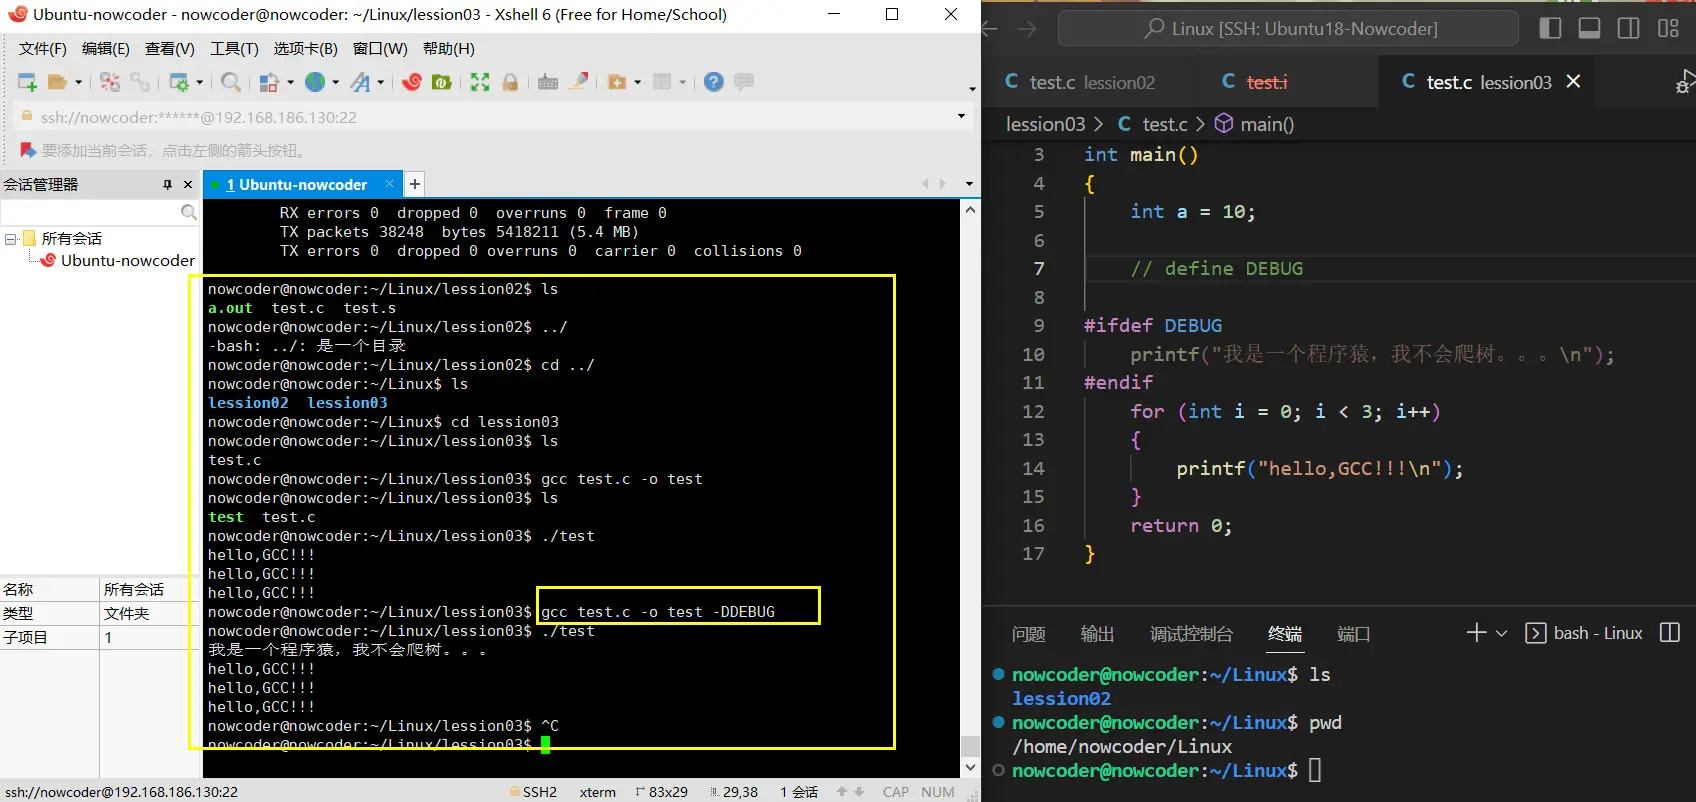 Ubuntu-nowcoder - nowcoder@nowcoder: ~/Linux/lession03 - Xshell 6 (Free for Home/School)
文件(F) 编辑(E) 查看(V) 工具(T) 选项卡(B) 窗口(W) 帮助(H)
ssh://nowcoder:******@192.168.186.130:22
要添加当前会话，点击左侧的箭头按钮。
会话管理器
所有会话
Ubuntu-nowcoder
名称 所有会话
类型 文件夹
子项目 1
1 Ubuntu-nowcoder
RX errors 0  dropped 0  overruns 0  frame 0
TX packets 38248  bytes 5418211 (5.4 MB)
TX errors 0  dropped 0 overruns 0  carrier 0  collisions 0
nowcoder@nowcoder:~/Linux/lession02$ ls
a.out  test.c  test.s
nowcoder@nowcoder:~/Linux/lession02$ ../
-bash: ../: 是一个目录
nowcoder@nowcoder:~/Linux/lession02$ cd ../
nowcoder@nowcoder:~/Linux$ ls
lession02  lession03
nowcoder@nowcoder:~/Linux$ cd lession03
nowcoder@nowcoder:~/Linux/lession03$ ls
test.c
nowcoder@nowcoder:~/Linux/lession03$ gcc test.c -o test
nowcoder@nowcoder:~/Linux/lession03$ ls
test  test.c
nowcoder@nowcoder:~/Linux/lession03$ ./test
hello,GCC!!!
hello,GCC!!!
hello,GCC!!!
nowcoder@nowcoder:~/Linux/lession03$ gcc test.c -o test -DDEBUG
nowcoder@nowcoder:~/Linux/lession03$ ./test
我是一个程序猿，我不会爬树。。。
hello,GCC!!!
hello,GCC!!!
hello,GCC!!!
nowcoder@nowcoder:~/Linux/lession03$ ^C
nowcoder@nowcoder:~/Linux/lession03$
ssh://nowcoder@192.168.186.130:22 SSH2 xterm 83x29 29,38 1 会话 CAP NUM
Linux [SSH: Ubuntu18-Nowcoder]
C test.c lession02 C test.i C test.c lession03
lession03 > C test.c > main()
3 int main()
4 {
5 int a = 10;
6
7 // define DEBUG
8
9 #ifdef DEBUG
10 printf("我是一个程序猿，我不会爬树。。。\n");
11 #endif
12 for (int i = 0; i < 3; i++)
13 {
14 printf("hello,GCC!!!\n");
15 }
16 return 0;
17 }
问题 输出 调试控制台 终端 端口 bash - Linux
nowcoder@nowcoder:~/Linux$ ls
lession02
nowcoder@nowcoder:~/Linux$ pwd
/home/nowcoder/Linux
nowcoder@nowcoder:~/Linux$